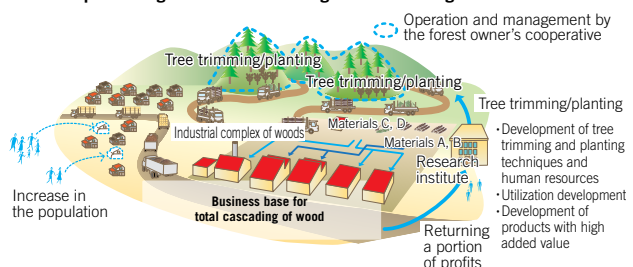 Operation and management by
the forest owner's cooperative
Tree trimming/planting
Tree trimming/planting
Tree trimming/planting
Materials C, D
Industrial complex of woods
Materials A, B
Research
institute
・Development of tree
trimming and planting
techniques and
human resources
・Utilization development
・Development of
products with high
added value
Increase in
the population
Business base for
total cascading of wood
Returning
a portion
of profits